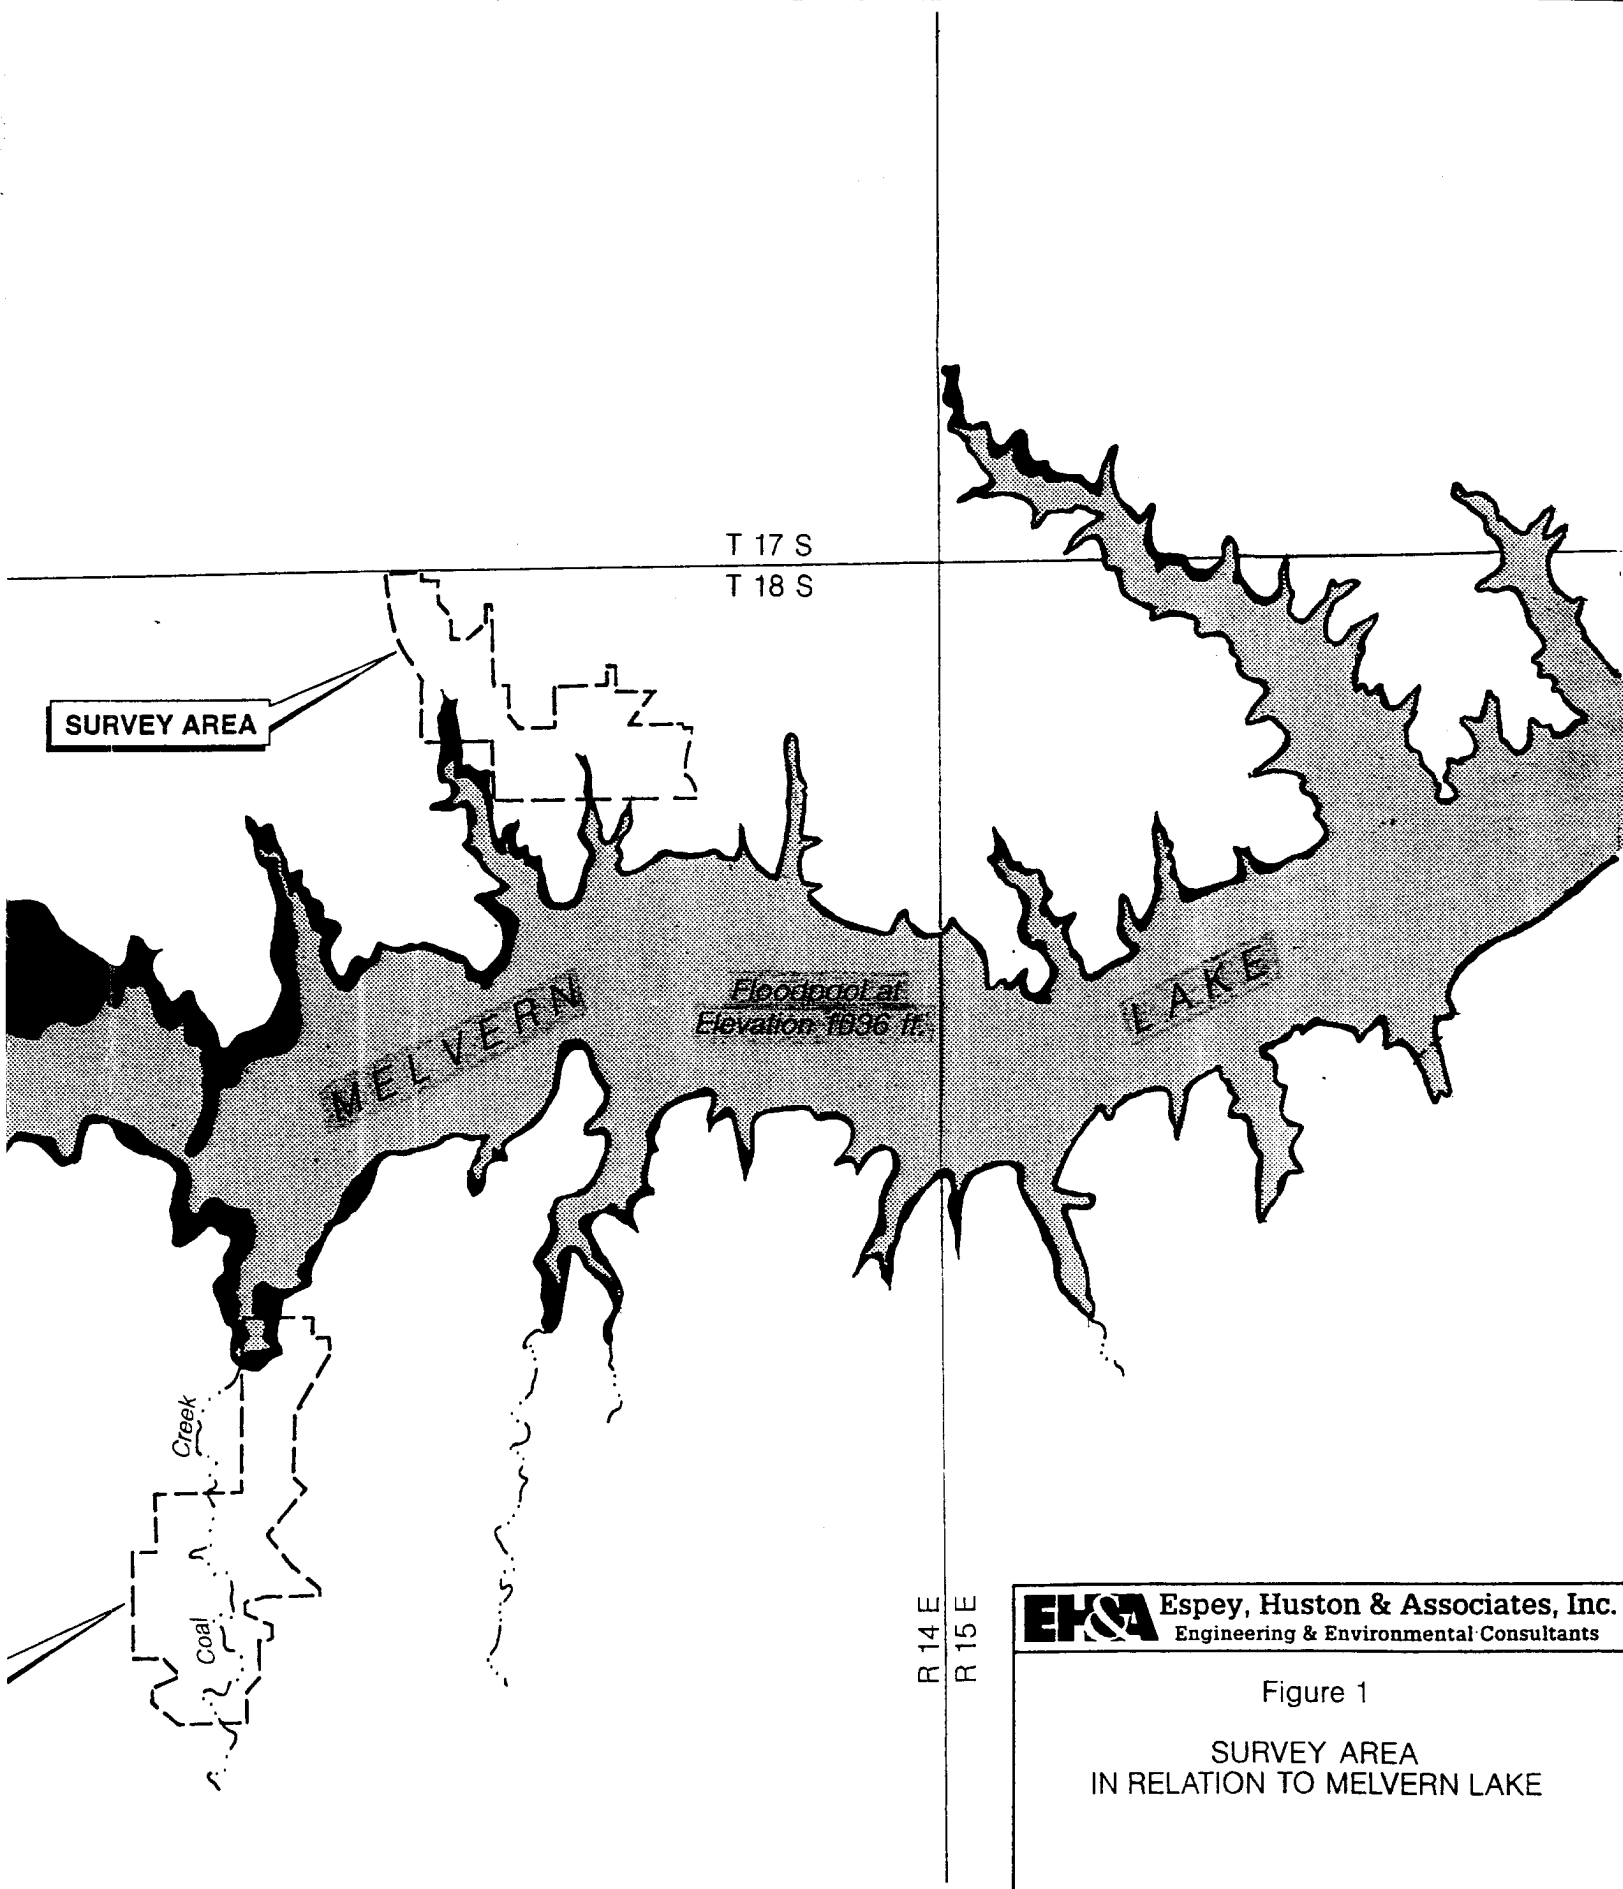 T 17 S
T 18 S
SURVEY AREA
MELVERN
Floodpool at
Elevation 1036 ft.
LAKE
Creek
Coal
R 14 E
R 15 E
EH&A Espey, Huston & Associates, Inc.
Engineering & Environmental Consultants
Figure 1
SURVEY AREA
IN RELATION TO MELVERN LAKE